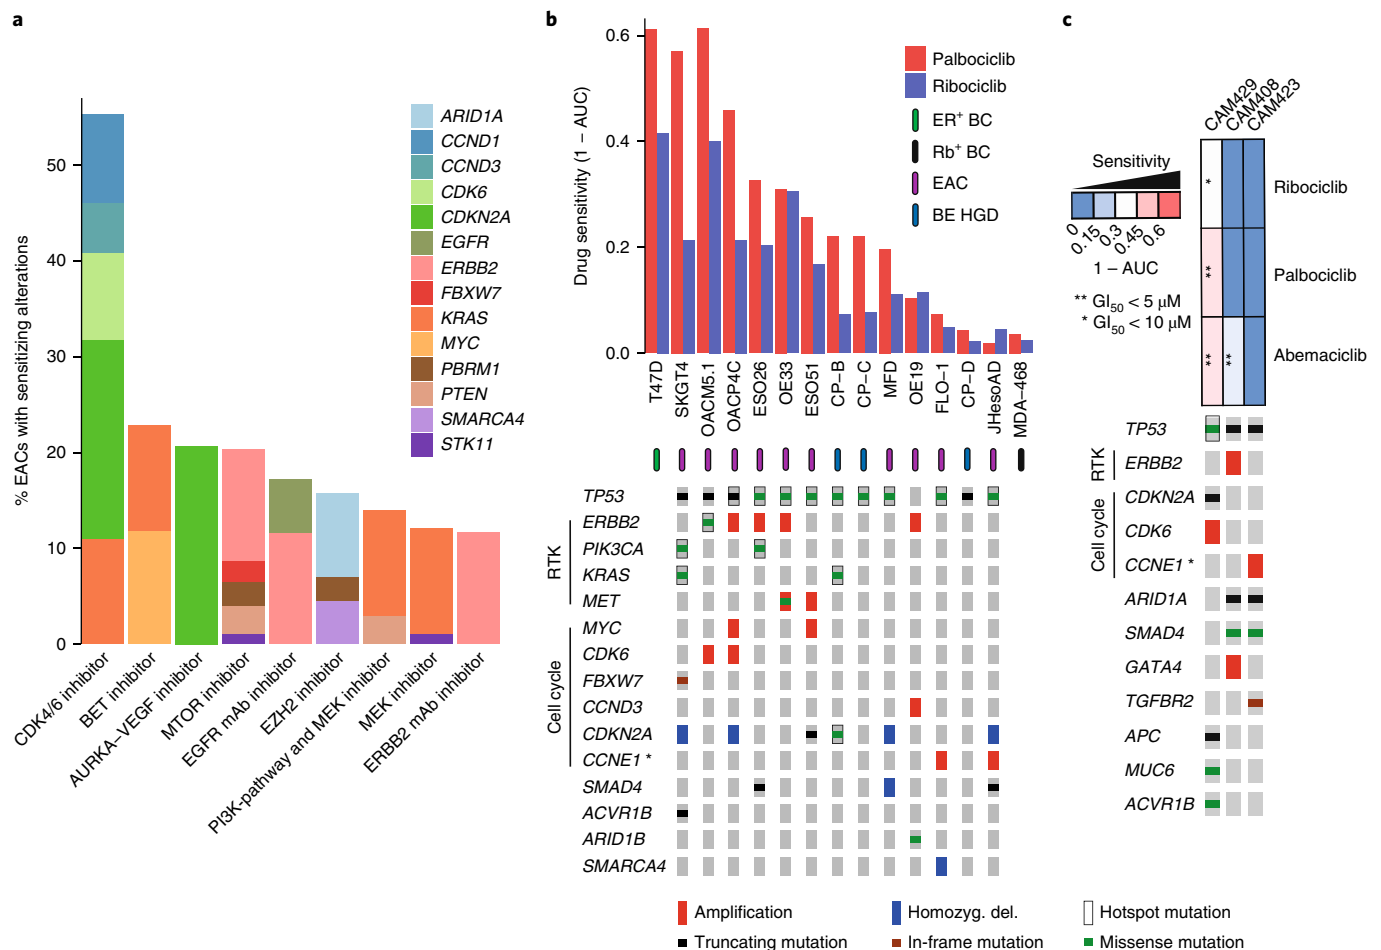 a
% EACs with sensitizing alterations
50
40
30
20
10
0
CDK4/6 inhibitor
BET inhibitor
AURKA–VEGF inhibitor
MTOR inhibitor
EGFR mAb inhibitor
EZH2 inhibitor
PI3K-pathway and MEK inhibitor
MEK inhibitor
ERBB2 mAb inhibitor
ARID1A
CCND1
CCND3
CDK6
CDKN2A
EGFR
ERBB2
FBXW7
KRAS
MYC
PBRM1
PTEN
SMARCA4
STK11
b
Drug sensitivity (1 – AUC)
0.6
0.4
0.2
0.0
Palbociclib
Ribociclib
ER+ BC
Rb+ BC
EAC
BE HGD
T47D
SKGT4
OACM5.1
OACP4C
ESO26
OE33
ESO51
CP–B
CP–C
MFD
OE19
FLO–1
CP–D
JHesoAD
MDA–468
RTK
Cell cycle
TP53
ERBB2
PIK3CA
KRAS
MET
MYC
CDK6
FBXW7
CCND3
CDKN2A
CCNE1 *
SMAD4
ACVR1B
ARID1B
SMARCA4
Amplification
Homozyg. del.
Hotspot mutation
Truncating mutation
In-frame mutation
Missense mutation
c
CAM429
CAM408
CAM423
Sensitivity
0
0.15
0.3
0.45
0.6
1 – AUC
** GI50 < 5 μM
* GI50 < 10 μM
* Ribociclib
** Palbociclib
** ** Abemaciclib
RTK
Cell cycle
TP53
ERBB2
CDKN2A
CDK6
CCNE1 *
ARID1A
SMAD4
GATA4
TGFBR2
APC
MUC6
ACVR1B